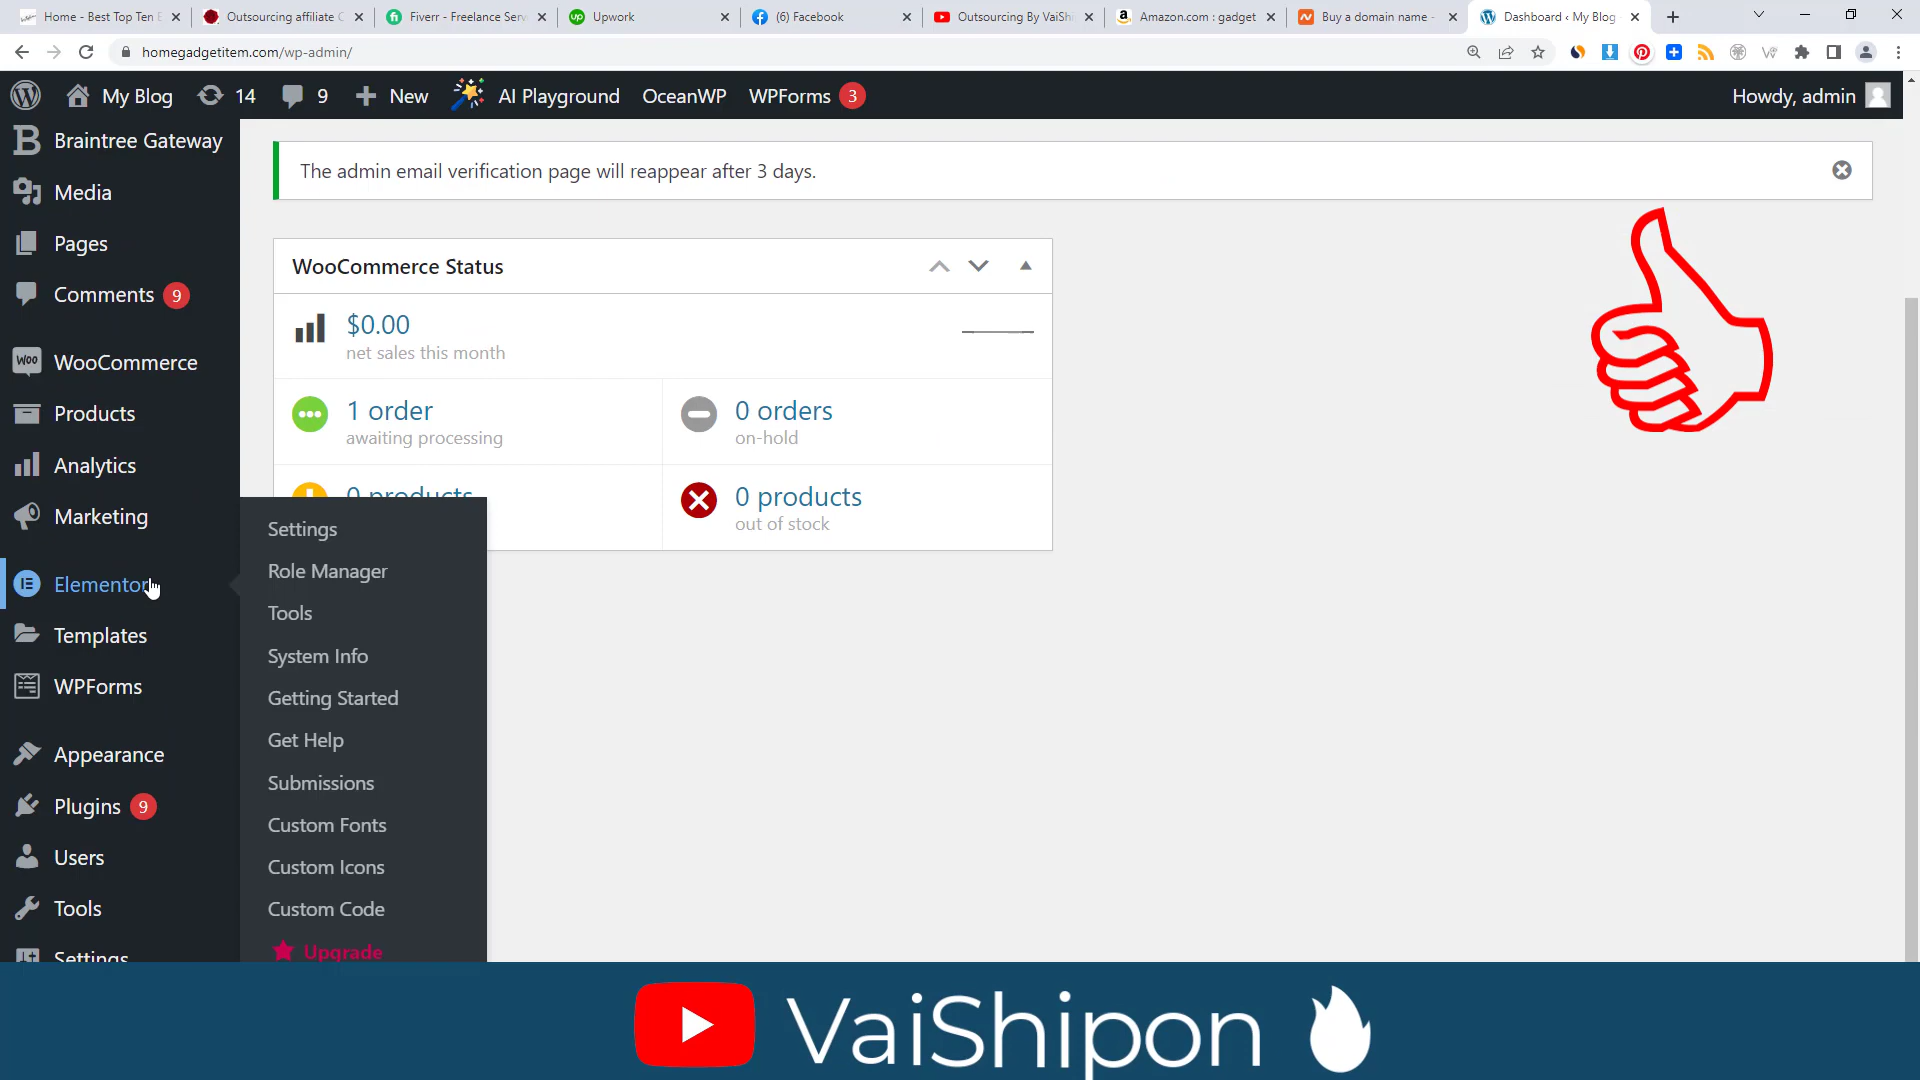 Home - Best Top Ten E
Outsourcing affiliate C
Fiverr - Freelance Serv
Upwork
(6) Facebook
Outsourcing By VaiShi
Amazon.com : gadget
Buy a domain name -
Dashboard ‹ My Blog
homegadgetitem.com/wp-admin/
My Blog
14
9
New
AI Playground
OceanWP
WPForms 3
Howdy, admin
Braintree Gateway
Media
Pages
Comments 9
WooCommerce
Products
Analytics
Marketing
Elementor
Templates
WPForms
Appearance
Plugins 9
Users
Tools
Settings
Settings
Role Manager
Tools
System Info
Getting Started
Get Help
Submissions
Custom Fonts
Custom Icons
Custom Code
Upgrade
The admin email verification page will reappear after 3 days.
WooCommerce Status
$0.00
net sales this month
1 order
awaiting processing
0 orders
on-hold
0 products
0 products
out of stock
VaiShipon